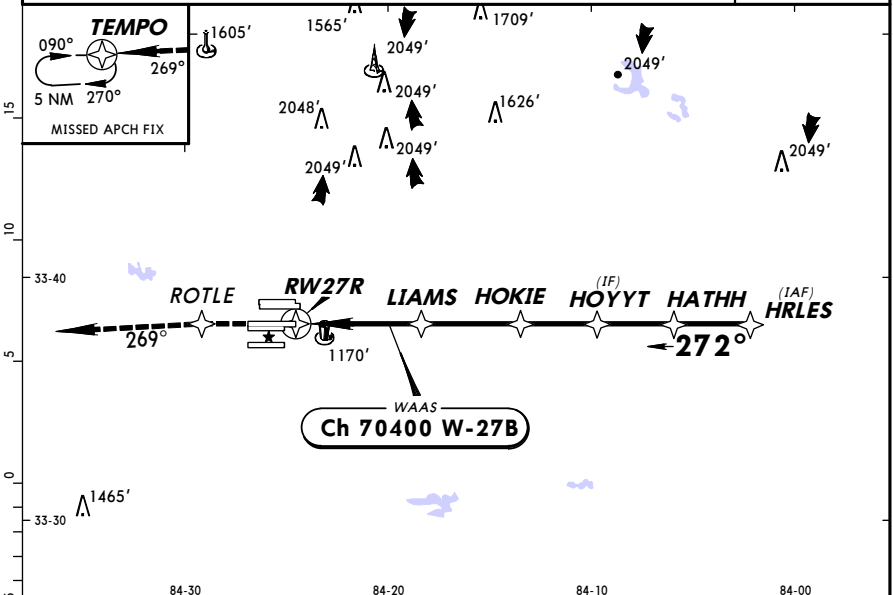 TEMPO
090°
269°
5 NM 270°
MISSED APCH FIX
1605'
1565'
2049'
1709'
2049'
2049'
2048'
1626'
2049'
2049'
2049'
15
10
33-40
ROTLE
RW27R
LIAMS
HOKIE
(IF)
HOYYT
HATHH
(IAF)
HRLES
269°
1170'
272°
5
WAAS
Ch 70400 W-27B
0
1465'
33-30
84-30
84-20
84-10
84-00